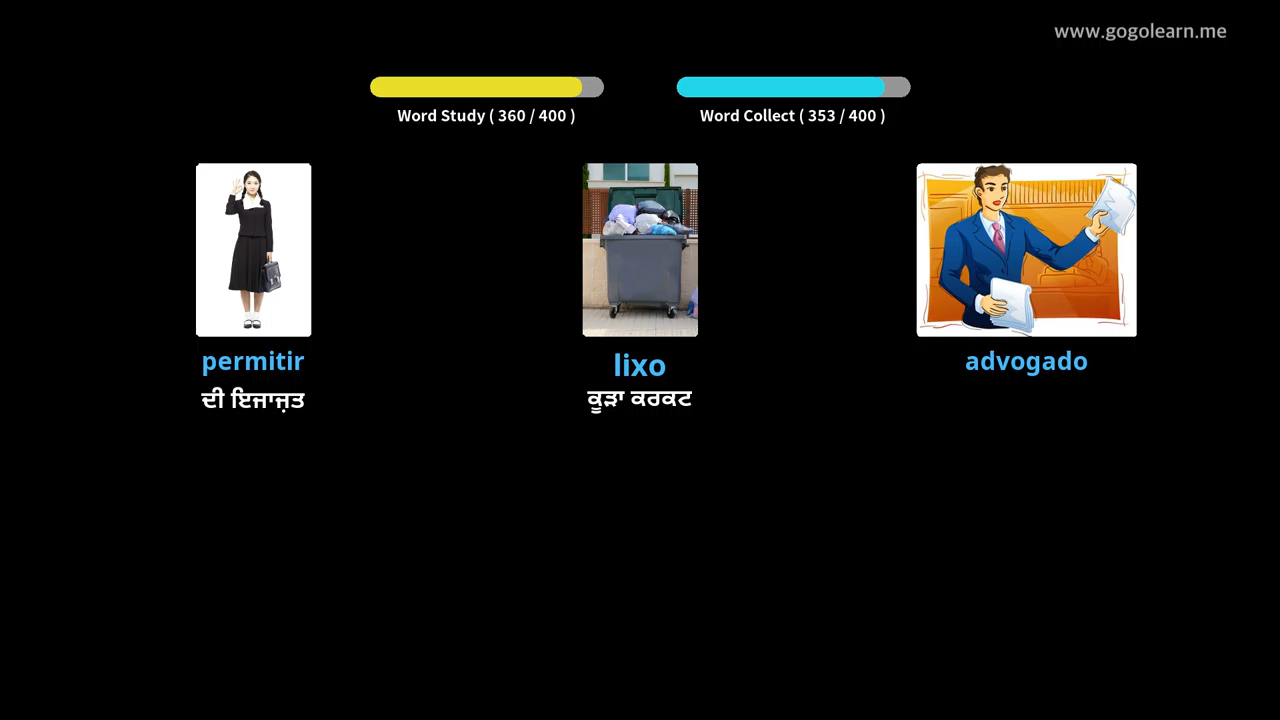 www.gogolearn.me
Word Study ( 360 / 400 )
Word Collect ( 353 / 400 )
permitir
ਦੀ ਇਜਾਜ਼ਤ
lixo
ਕੂੜਾ ਕਰਕਟ
advogado